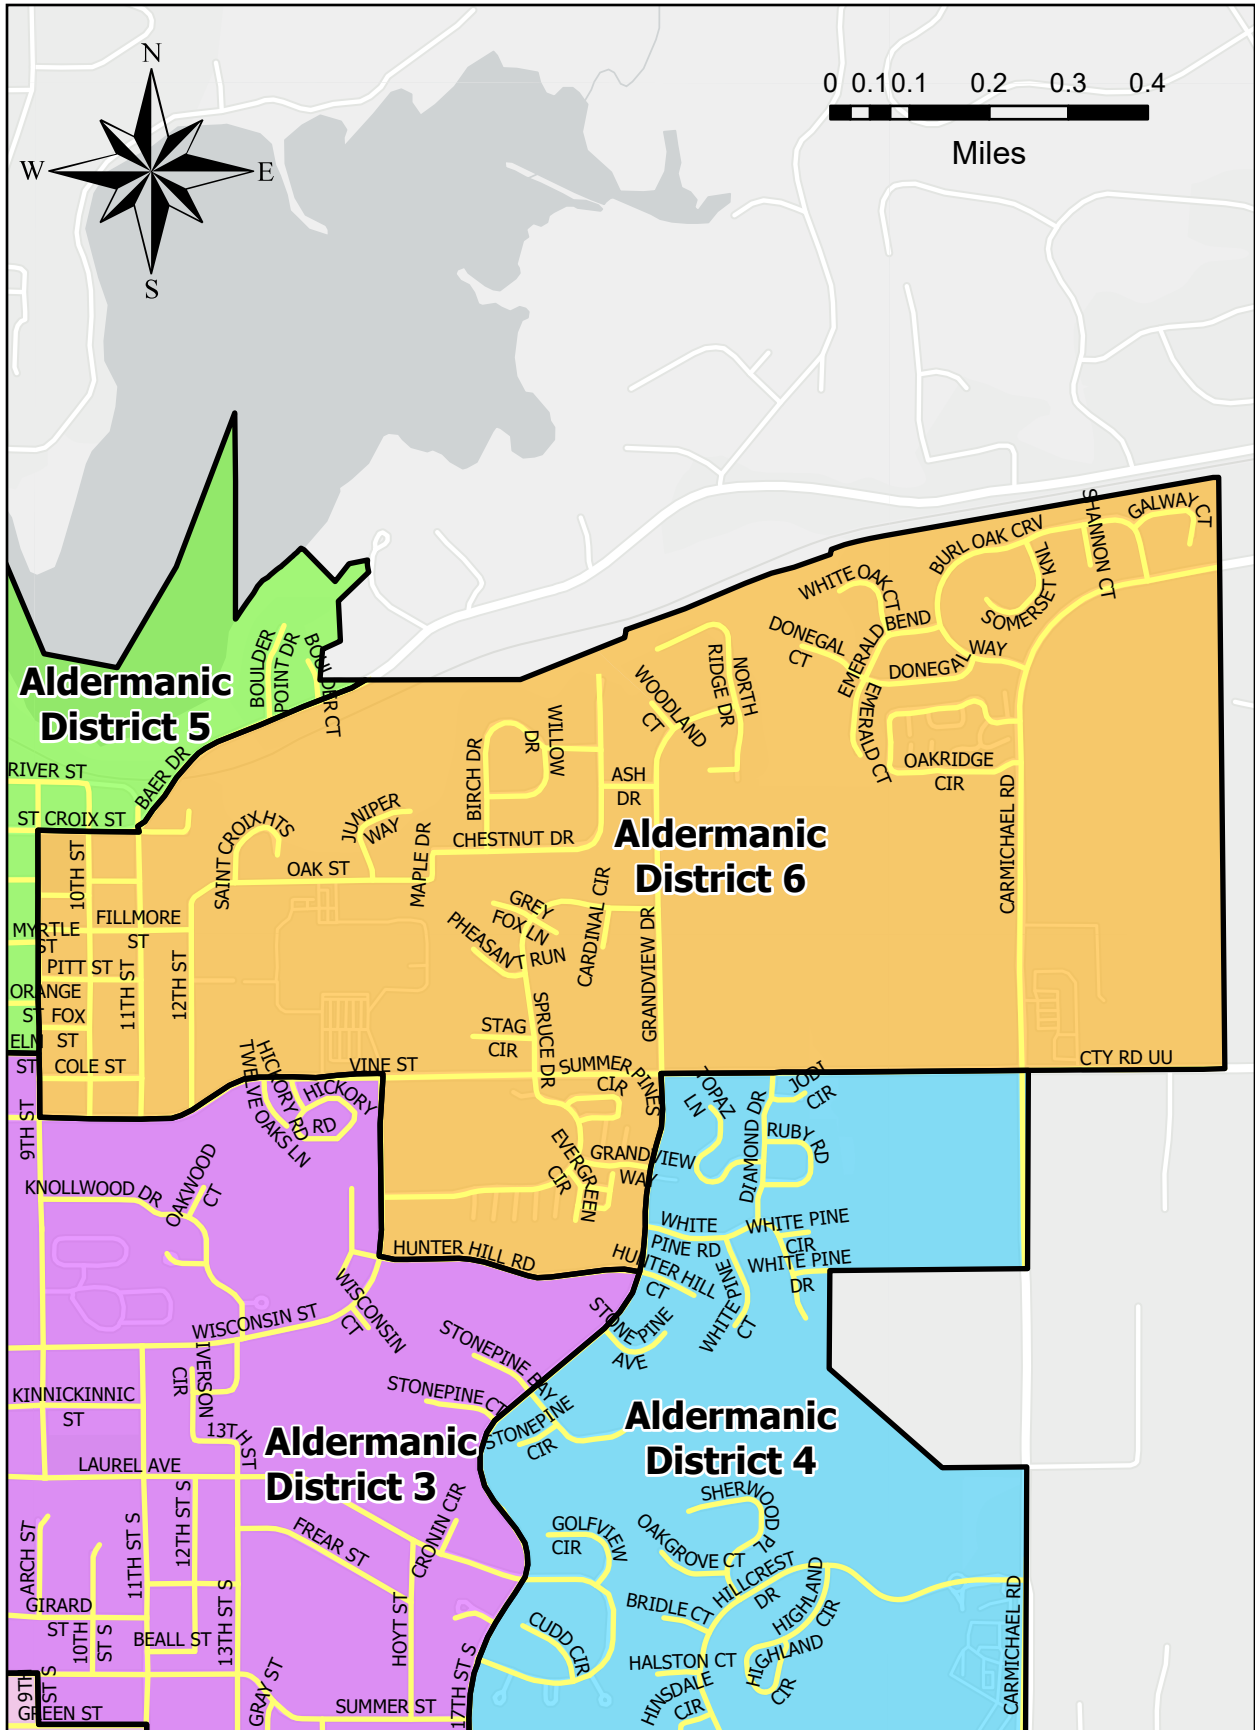 N
W
E
S
0 0.1 0.1 0.2 0.3 0.4
Miles
SHANNON CT
GALWAY CT
BURL OAK CRV
SOMERSET KNL
WHITE OAK CT
EMERALD BEND
DONEGAL
CT
DONEGAL WAY
EMERALD CT
OAKRIDGE
CIR
CARMICHAEL RD
NORTH
RIDGE DR
WOODLAND
CT
BOULDER
POINT DR
BOULDER CT
Aldermanic
District 5
RIVER ST
BAER DR
ST CROIX ST
WILLOW
DR
BIRCH DR
ASH
DR
CHESTNUT DR
JUNIPER
WAY
MAPLE DR
SAINT CROIX HTS
OAK ST
Aldermanic
District 6
10TH ST
FILLMORE
ST
MYRTLE
ST
PITT ST
11TH ST
12TH ST
ORANGE
ST
FOX
ST
ELM
ST
COLE ST
GREY
FOX LN
PHEASANT RUN
CARDINAL CIR
GRANDVIEW DR
SPRUCE DR
STAG
CIR
VINE ST
SUMMER PINES
CIR
CTY RD UU
HICKORY RD
HICKORY
RD
TWELVE OAKS LN
9TH ST
TOPAZ
LN
JODI
CIR
DIAMOND DR
RUBY RD
EVERGREEN
CIR
GRANDVIEW
WAY
KNOLLWOOD DR
OAKWOOD
CT
HUNTER HILL RD
HUNTER HILL
CT
WHITE
PINE RD
WHITE PINE
CIR
WHITE PINE
DR
WHITE PINE
CT
WISCONSIN
CT
WISCONSIN ST
STONE PINE
AVE
STONEPINE BAY
STONEPINE CT
STONEPINE
CIR
IVERSON
CIR
KINNICKINNIC
ST
13TH ST
LAUREL AVE
Aldermanic
District 3
Aldermanic
District 4
SHERWOOD PL
OAKGROVE CT
GOLFVIEW
CIR
HILLCREST
DR
HIGHLAND
CIR
HIGHLAND
CIR
BRIDLE CT
HALSTON CT
HINSDALE
CIR
CUDD CIR
CARMICHAEL RD
CRONIN CIR
FREAR ST
HOYT ST
17TH ST S
ARCH ST
GIRARD
ST
10TH
ST S
11TH ST S
12TH ST S
13TH ST S
BEALL ST
GRAY ST
SUMMER ST
9TH
ST S
GREEN ST